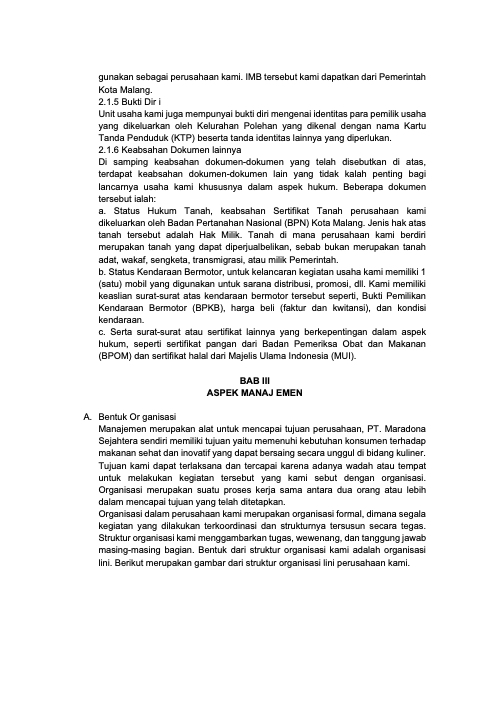 gunakan sebagai perusahaan kami. IMB tersebut kami dapatkan dari Pemerintah
Kota Malang.
2.1.5 Bukti Dir i
Unit usaha kami juga mempunyai bukti diri mengenai identitas para pemilik usaha
yang dikeluarkan oleh Kelurahan Polehan yang dikenal dengan nama Kartu
Tanda Penduduk (KTP) beserta tanda identitas lainnya yang diperlukan.
2.1.6 Keabsahan Dokumen lainnya
Di samping keabsahan dokumen-dokumen yang telah disebutkan di atas,
terdapat keabsahan dokumen-dokumen lain yang tidak kalah penting bagi
lancarnya usaha kami khususnya dalam aspek hukum. Beberapa dokumen
tersebut ialah:
a. Status Hukum Tanah, keabsahan Sertifikat Tanah perusahaan kami
dikeluarkan oleh Badan Pertanahan Nasional (BPN) Kota Malang. Jenis hak atas
tanah tersebut adalah Hak Milik. Tanah di mana perusahaan kami berdiri
merupakan tanah yang dapat diperjualbelikan, sebab bukan merupakan tanah
adat, wakaf, sengketa, transmigrasi, atau milik Pemerintah.
b. Status Kendaraan Bermotor, untuk kelancaran kegiatan usaha kami memiliki 1
(satu) mobil yang digunakan untuk sarana distribusi, promosi, dll. Kami memiliki
keaslian surat-surat atas kendaraan bermotor tersebut seperti, Bukti Pemilikan
Kendaraan Bermotor (BPKB), harga beli (faktur dan kwitansi), dan kondisi
kendaraan.
c. Serta surat-surat atau sertifikat lainnya yang berkepentingan dalam aspek
hukum, seperti sertifikat pangan dari Badan Pemeriksa Obat dan Makanan
(BPOM) dan sertifikat halal dari Majelis Ulama Indonesia (MUI).
BAB III
ASPEK MANAJ EMEN
A. Bentuk Or ganisasi
Manajemen merupakan alat untuk mencapai tujuan perusahaan, PT. Maradona
Sejahtera sendiri memiliki tujuan yaitu memenuhi kebutuhan konsumen terhadap
makanan sehat dan inovatif yang dapat bersaing secara unggul di bidang kuliner.
Tujuan kami dapat terlaksana dan tercapai karena adanya wadah atau tempat
untuk melakukan kegiatan tersebut yang kami sebut dengan organisasi.
Organisasi merupakan suatu proses kerja sama antara dua orang atau lebih
dalam mencapai tujuan yang telah ditetapkan.
Organisasi dalam perusahaan kami merupakan organisasi formal, dimana segala
kegiatan yang dilakukan terkoordinasi dan strukturnya tersusun secara tegas.
Struktur organisasi kami menggambarkan tugas, wewenang, dan tanggung jawab
masing-masing bagian. Bentuk dari struktur organisasi kami adalah organisasi
lini. Berikut merupakan gambar dari struktur organisasi lini perusahaan kami.